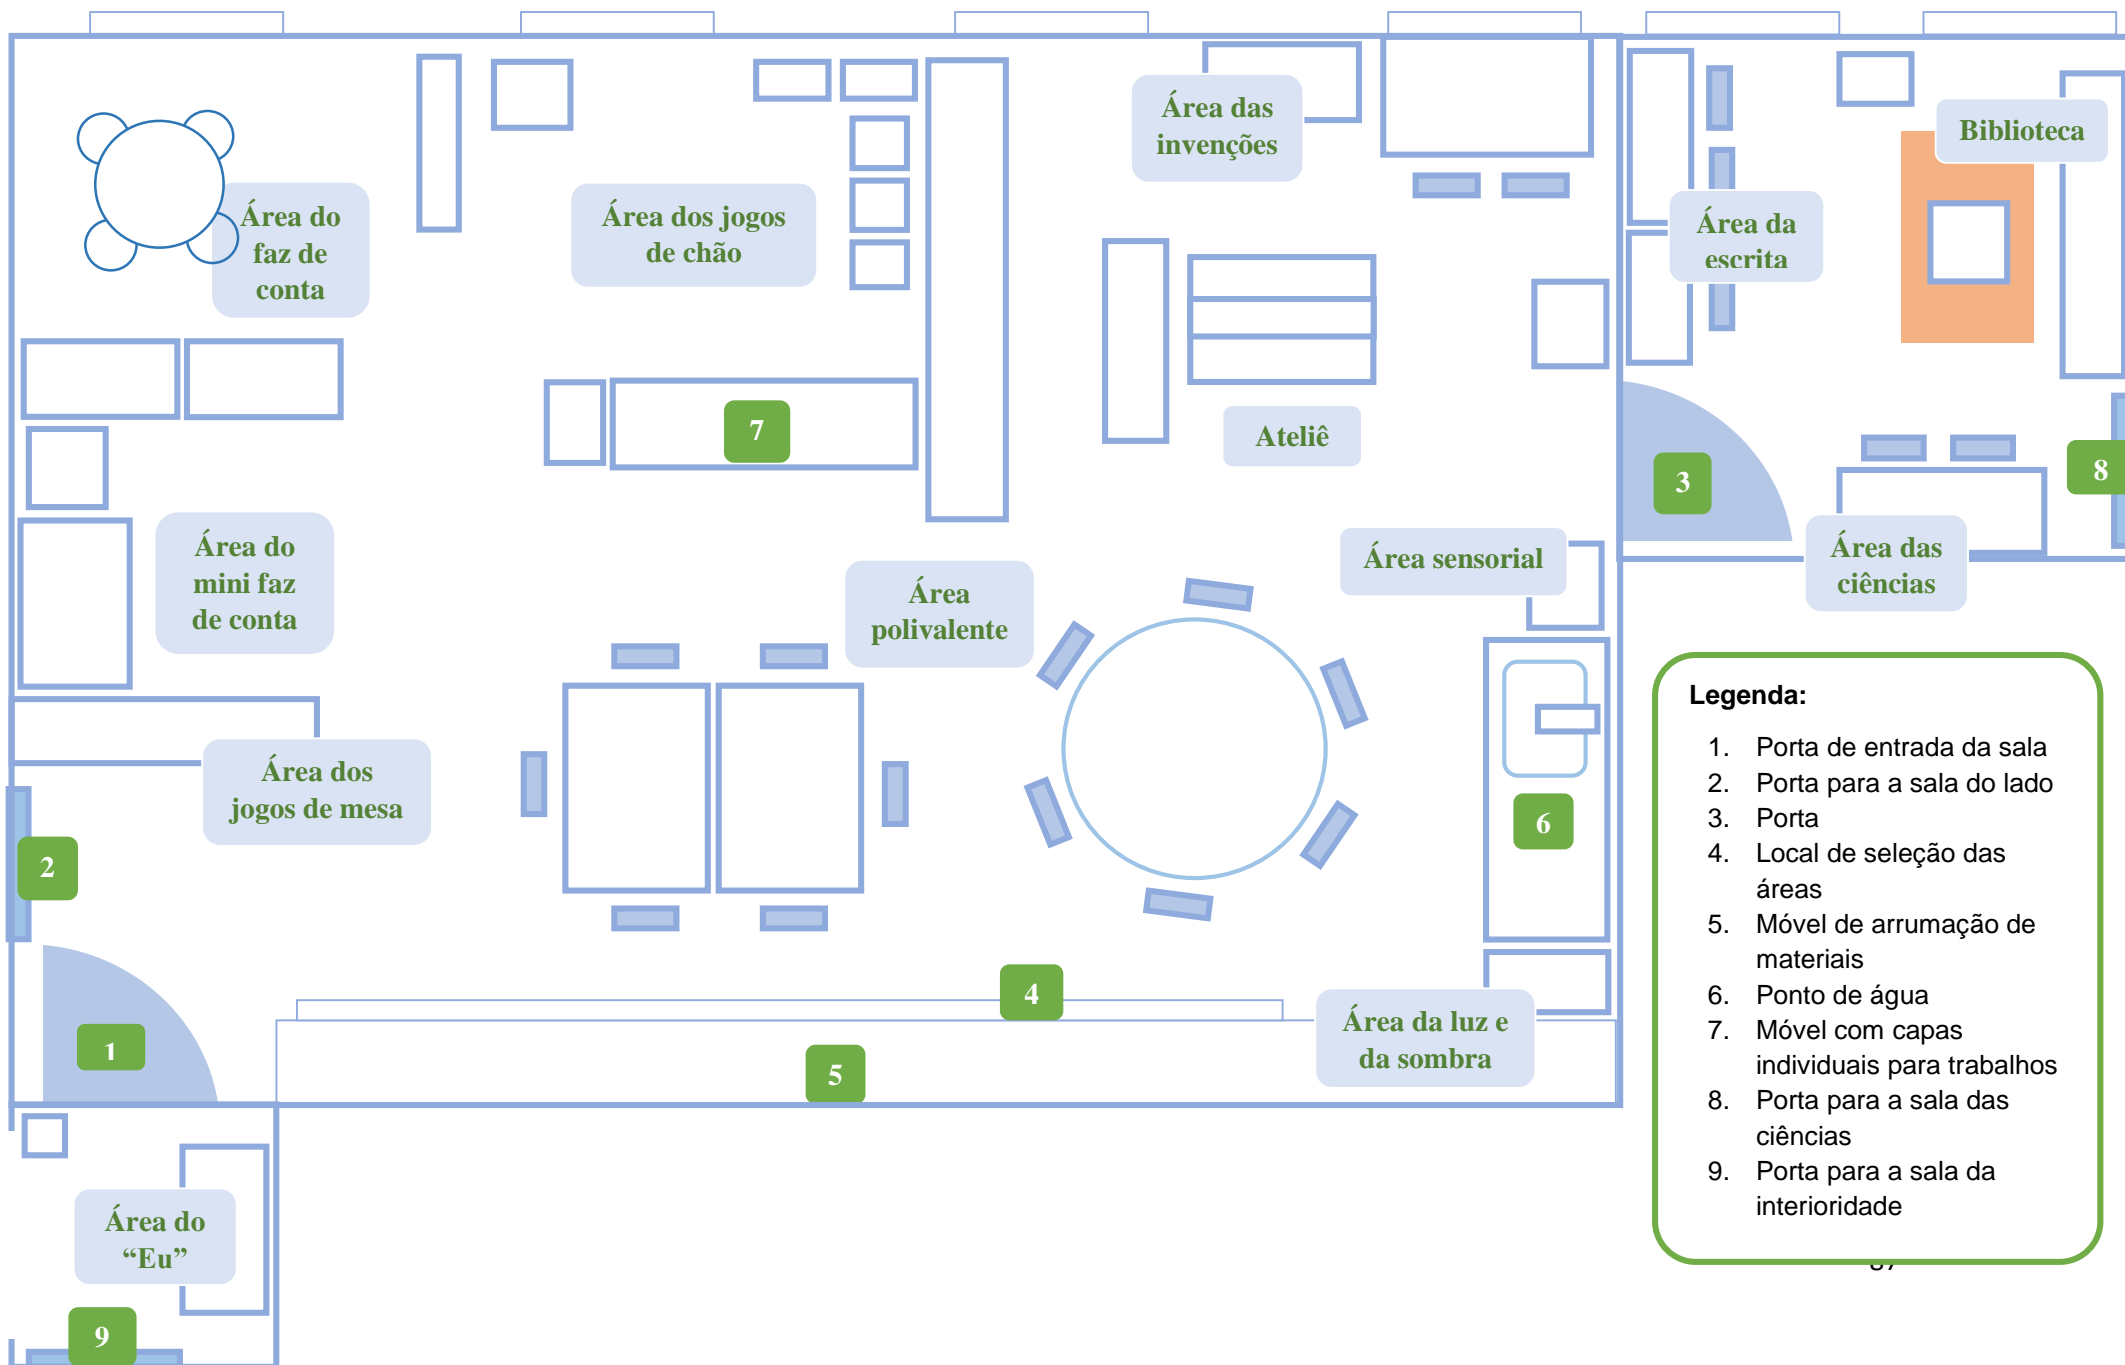 Área das
invenções
Biblioteca
Área do
faz de
conta
Área dos jogos
de chão
Área da
escrita
7
Ateliê
3
8
Área do
mini faz
de conta
Área
polivalente
Área sensorial
Área das
ciências
Área dos
jogos de mesa
2
6
1
4
5
Área da luz e
da sombra
Área do
“Eu”
9
Legenda:
1. Porta de entrada da sala
2. Porta para a sala do lado
3. Porta
4. Local de seleção das
áreas
5. Móvel de arrumação de
materiais
6. Ponto de água
7. Móvel com capas
individuais para trabalhos
8. Porta para a sala das
ciências
9. Porta para a sala da
interioridade